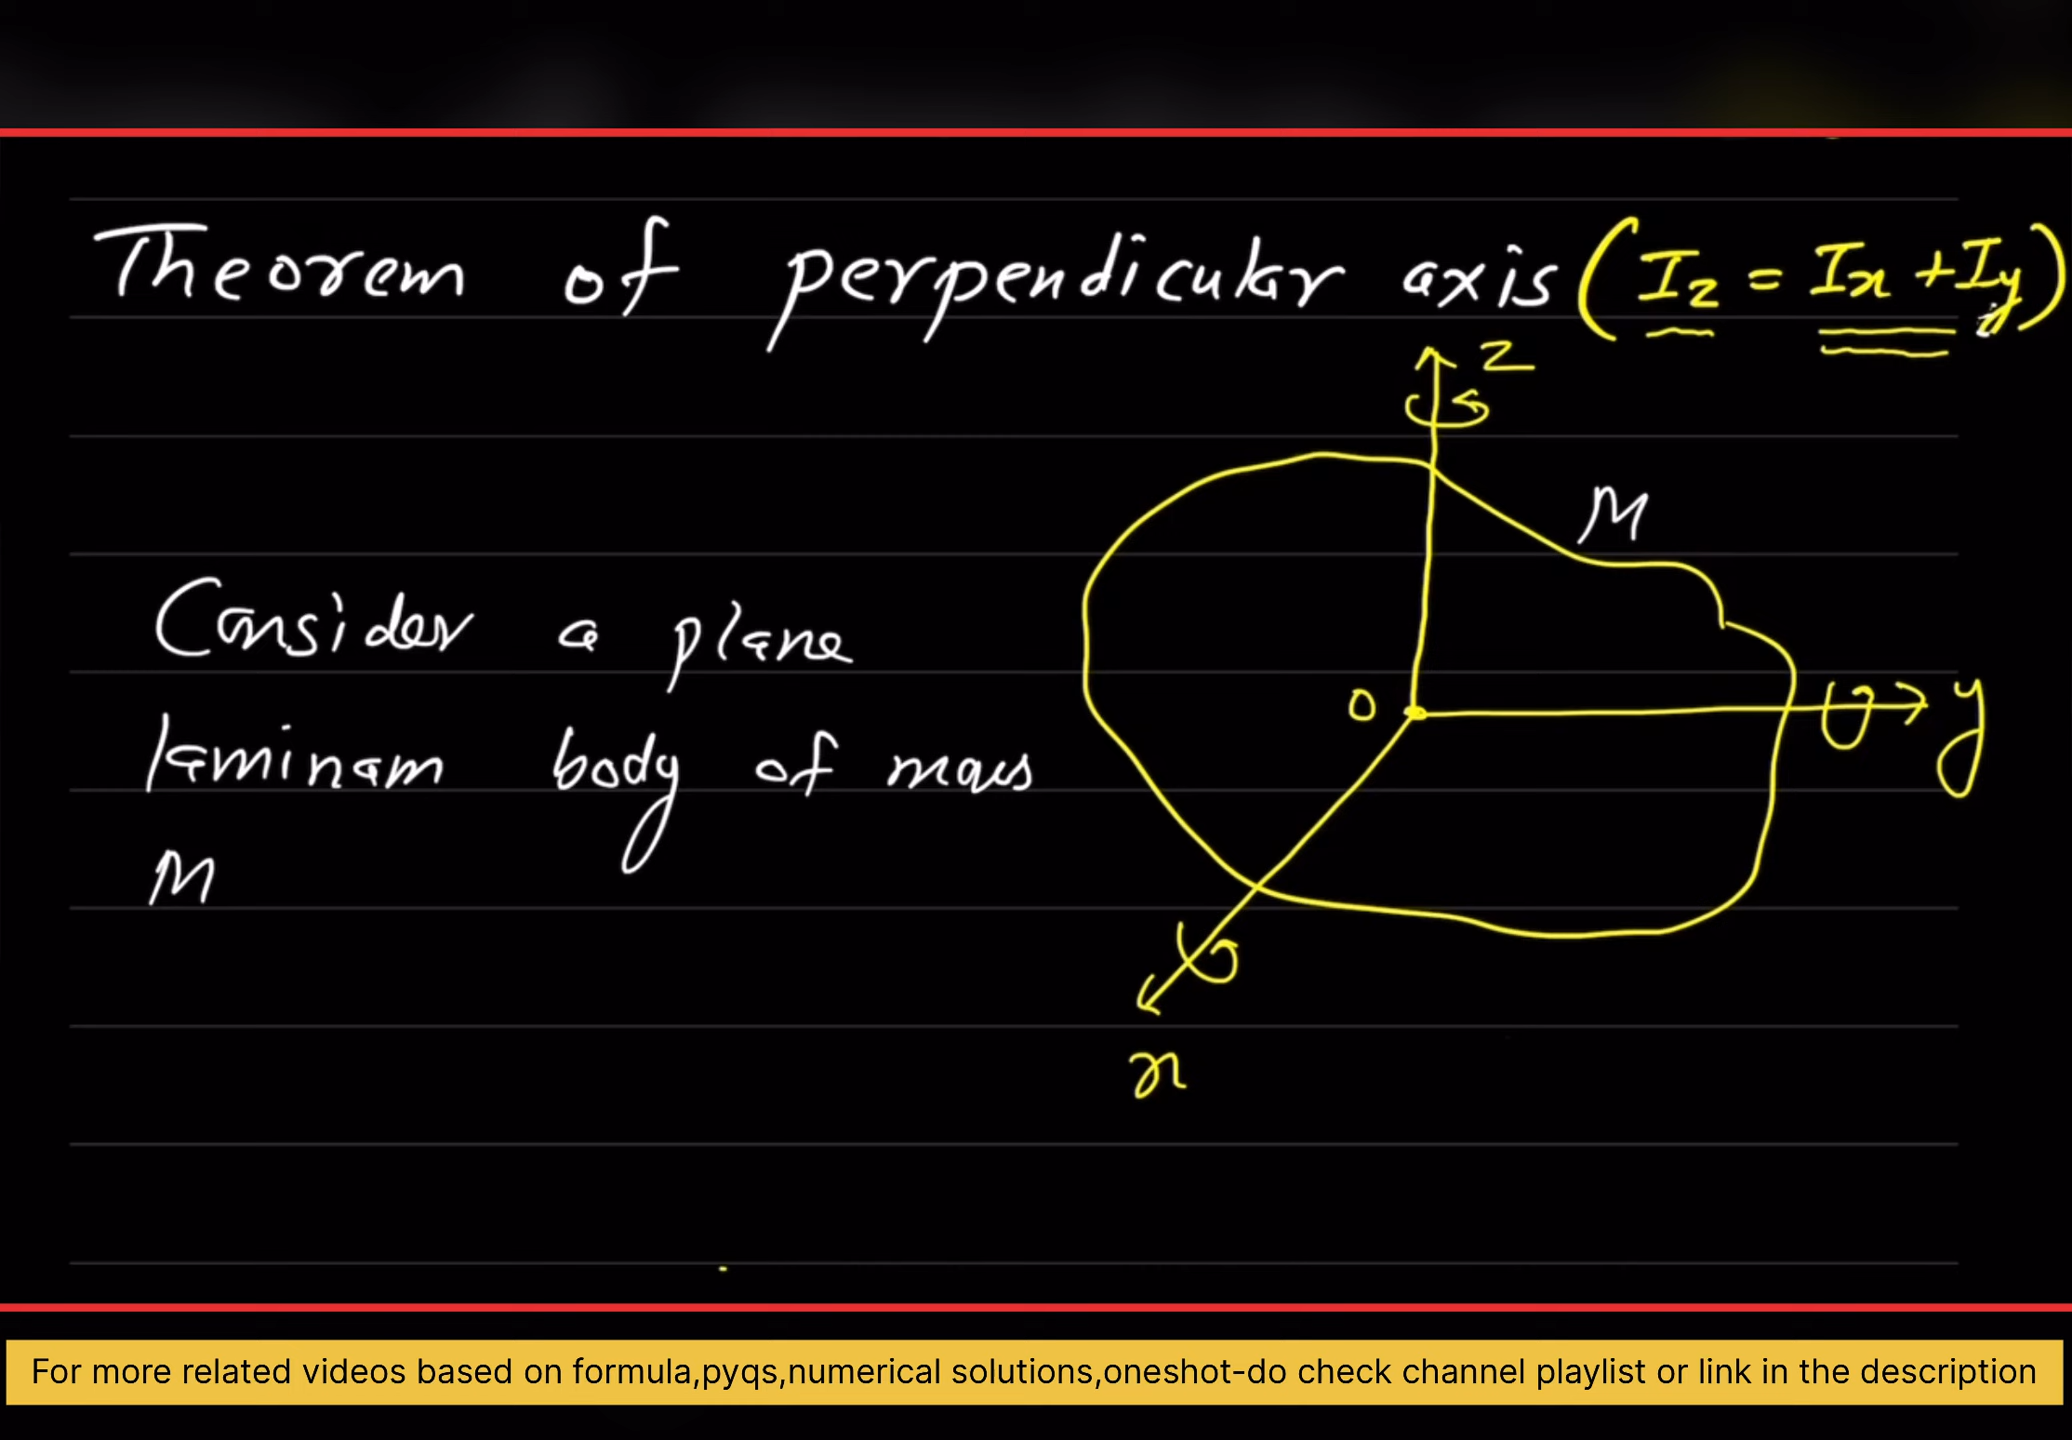 Theorem of perpendicular axis (Iz = Ix + Iy)
z
M
Consider a plane
laminam body of mass
O
y
M
x
For more related videos based on formula,pyqs,numerical solutions,oneshot-do check channel playlist or link in the description